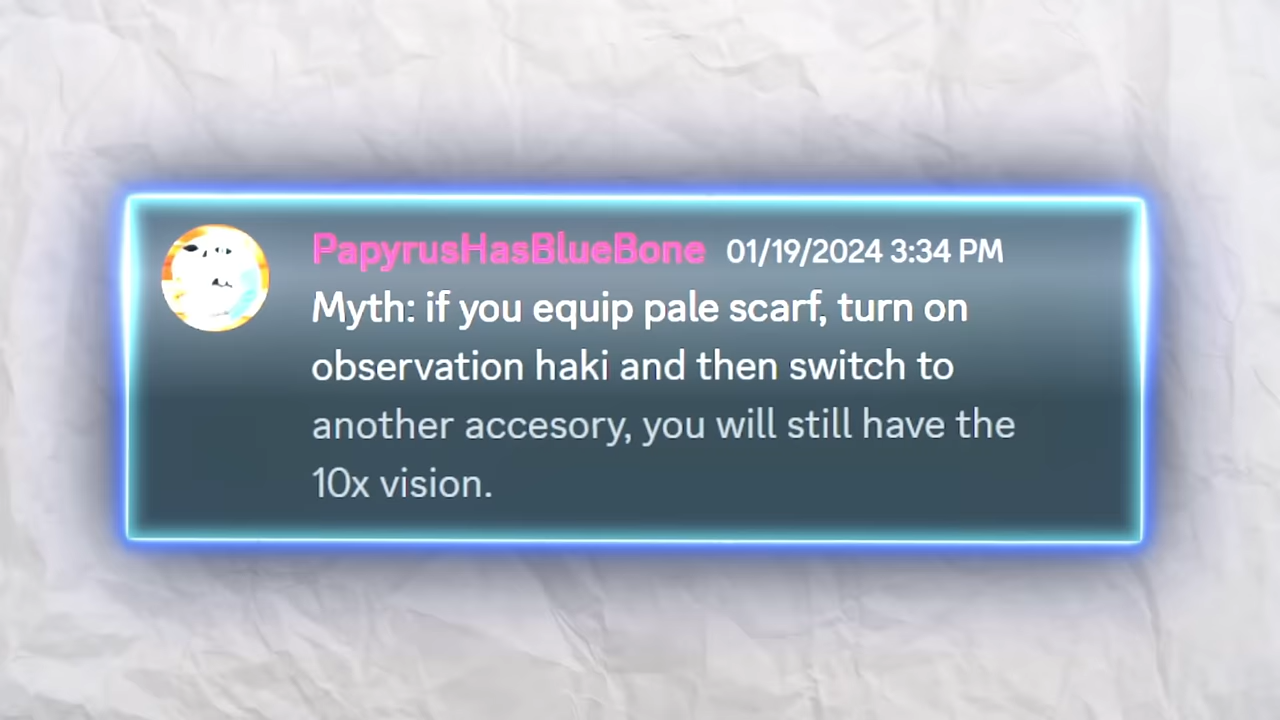 PapyrusHasBlueBone 01/19/2024 3:34 PM
Myth: if you equip pale scarf, turn on
observation haki and then switch to
another accesory, you will still have the
10x vision.